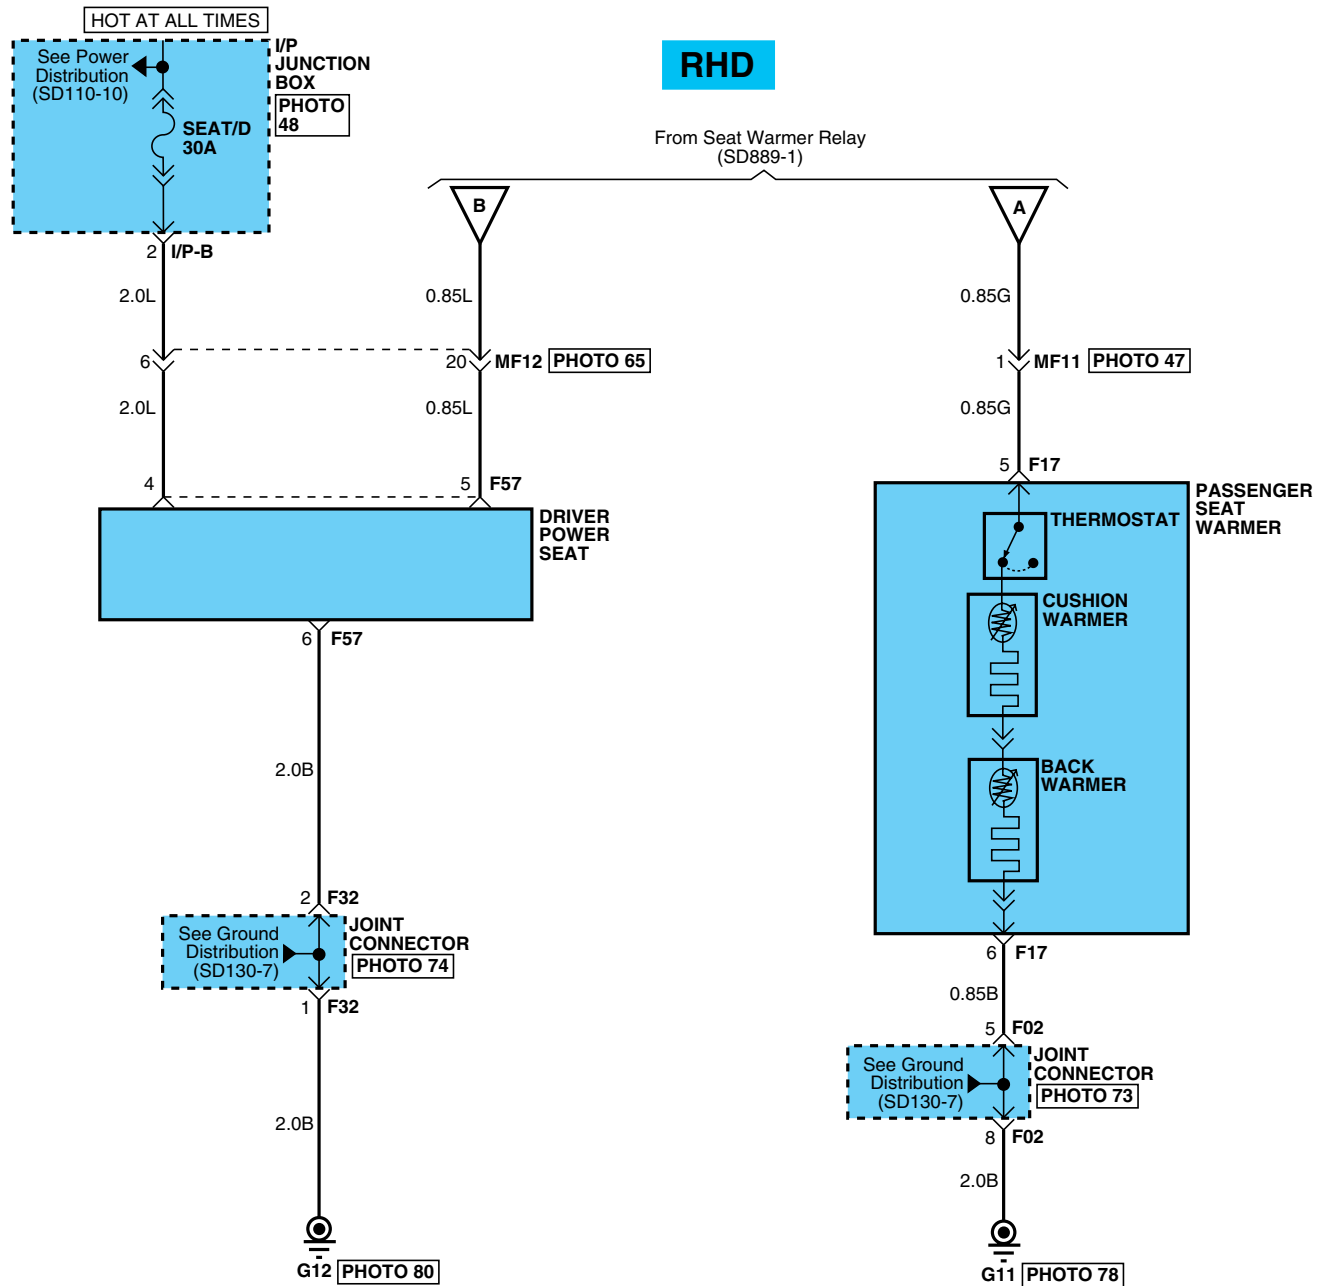 HOT AT ALL TIMES
See Power
Distribution
(SD110-10)
I/P
JUNCTION
BOX
PHOTO
48
SEAT/D
30A
RHD
From Seat Warmer Relay
(SD889-1)
B
A
2 I/P-B
2.0L
0.85L
0.85G
6
20 MF12 PHOTO 65
1 MF11 PHOTO 47
2.0L
0.85L
0.85G
4
5 F57
5 F17
DRIVER
POWER
SEAT
PASSENGER
SEAT
WARMER
THERMOSTAT
CUSHION
WARMER
6 F57
BACK
WARMER
2.0B
2 F32
See Ground
Distribution
(SD130-7)
JOINT
CONNECTOR
PHOTO 74
1 F32
6 F17
0.85B
5 F02
See Ground
Distribution
(SD130-7)
JOINT
CONNECTOR
PHOTO 73
8 F02
2.0B
2.0B
G12 PHOTO 80
G11 PHOTO 78